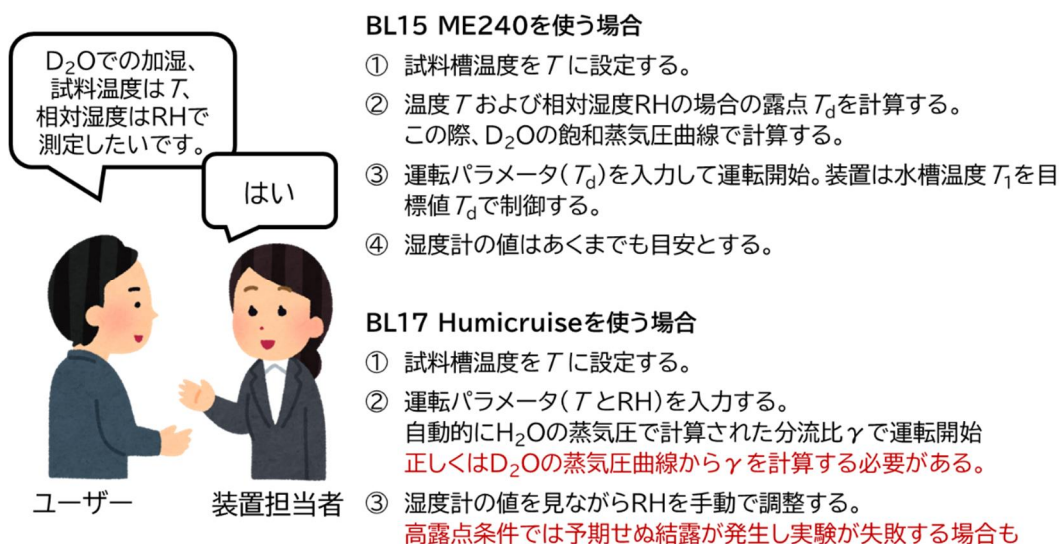 D₂Oでの加湿、
試料温度はT、
相対湿度はRHで
測定したいです。
はい
ユーザー
装置担当者
BL15 ME240を使う場合
① 試料槽温度をTに設定する。
② 温度Tおよび相対湿度RHの場合の露点Tdを計算する。
この際、D₂Oの飽和蒸気圧曲線で計算する。
③ 運転パラメータ(Td)を入力して運転開始。装置は水槽温度T₁を目
標値Tdで制御する。
④ 湿度計の値はあくまでも目安とする。
BL17 Humicruiseを使う場合
① 試料槽温度をTに設定する。
② 運転パラメータ(TとRH)を入力する。
自動的にH₂Oの蒸気圧で計算された分流比γで運転開始
正しくはD₂Oの蒸気圧曲線からγを計算する必要がある。
③ 湿度計の値を見ながらRHを手動で調整する。
高露点条件では予期せぬ結露が発生し実験が失敗する場合も